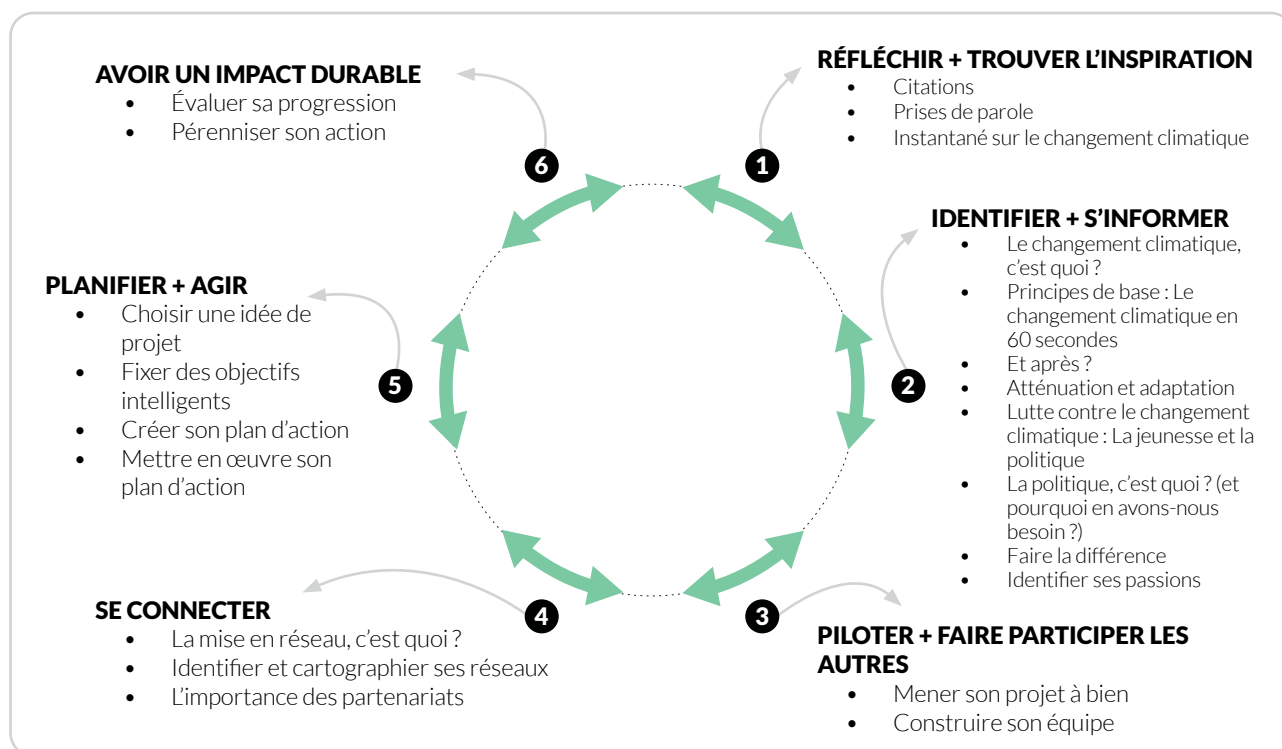 RÉFLÉCHIR + TROUVER L’INSPIRATION
• Citations
• Prises de parole
• Instantané sur le changement climatique
1
IDENTIFIER + S’INFORMER
• Le changement climatique,
c’est quoi ?
• Principes de base : Le
changement climatique en
60 secondes
• Et après ?
• Atténuation et adaptation
• Lutte contre le changement
climatique : La jeunesse et la
politique
• La politique, c’est quoi ? (et
pourquoi en avons-nous
besoin ?)
• Faire la différence
• Identifier ses passions
2
PILOTER + FAIRE PARTICIPER LES
AUTRES
• Mener son projet à bien
• Construire son équipe
3
SE CONNECTER
• La mise en réseau, c’est quoi ?
• Identifier et cartographier ses réseaux
• L’importance des partenariats
4
PLANIFIER + AGIR
• Choisir une idée de
projet
• Fixer des objectifs
intelligents
• Créer son plan d’action
• Mettre en œuvre son
plan d’action
5
AVOIR UN IMPACT DURABLE
• Évaluer sa progression
• Pérenniser son action
6